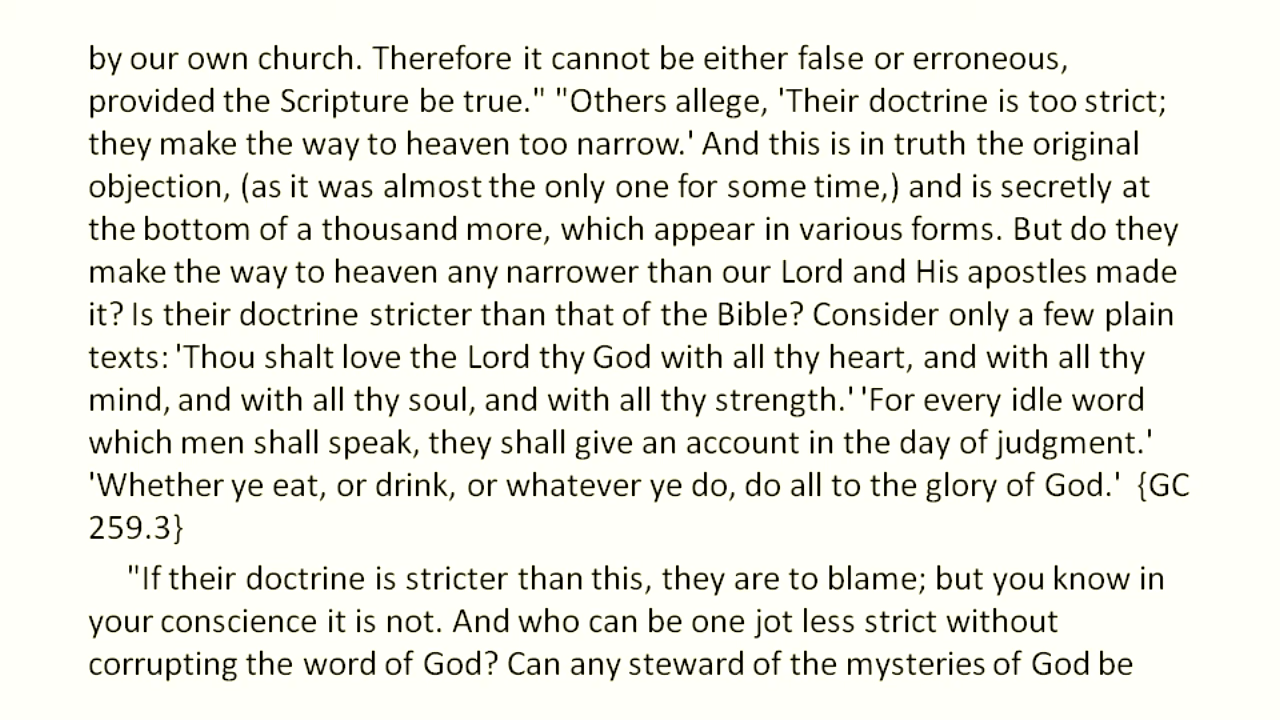 by our own church. Therefore it cannot be either false or erroneous,
provided the Scripture be true." "Others allege, 'Their doctrine is too strict;
they make the way to heaven too narrow.' And this is in truth the original
objection, (as it was almost the only one for some time,) and is secretly at
the bottom of a thousand more, which appear in various forms. But do they
make the way to heaven any narrower than our Lord and His apostles made
it? Is their doctrine stricter than that of the Bible? Consider only a few plain
texts: 'Thou shalt love the Lord thy God with all thy heart, and with all thy
mind, and with all thy soul, and with all thy strength.' 'For every idle word
which men shall speak, they shall give an account in the day of judgment.'
'Whether ye eat, or drink, or whatever ye do, do all to the glory of God.' {GC
259.3}
"If their doctrine is stricter than this, they are to blame; but you know in
your conscience it is not. And who can be one jot less strict without
corrupting the word of God? Can any steward of the mysteries of God be